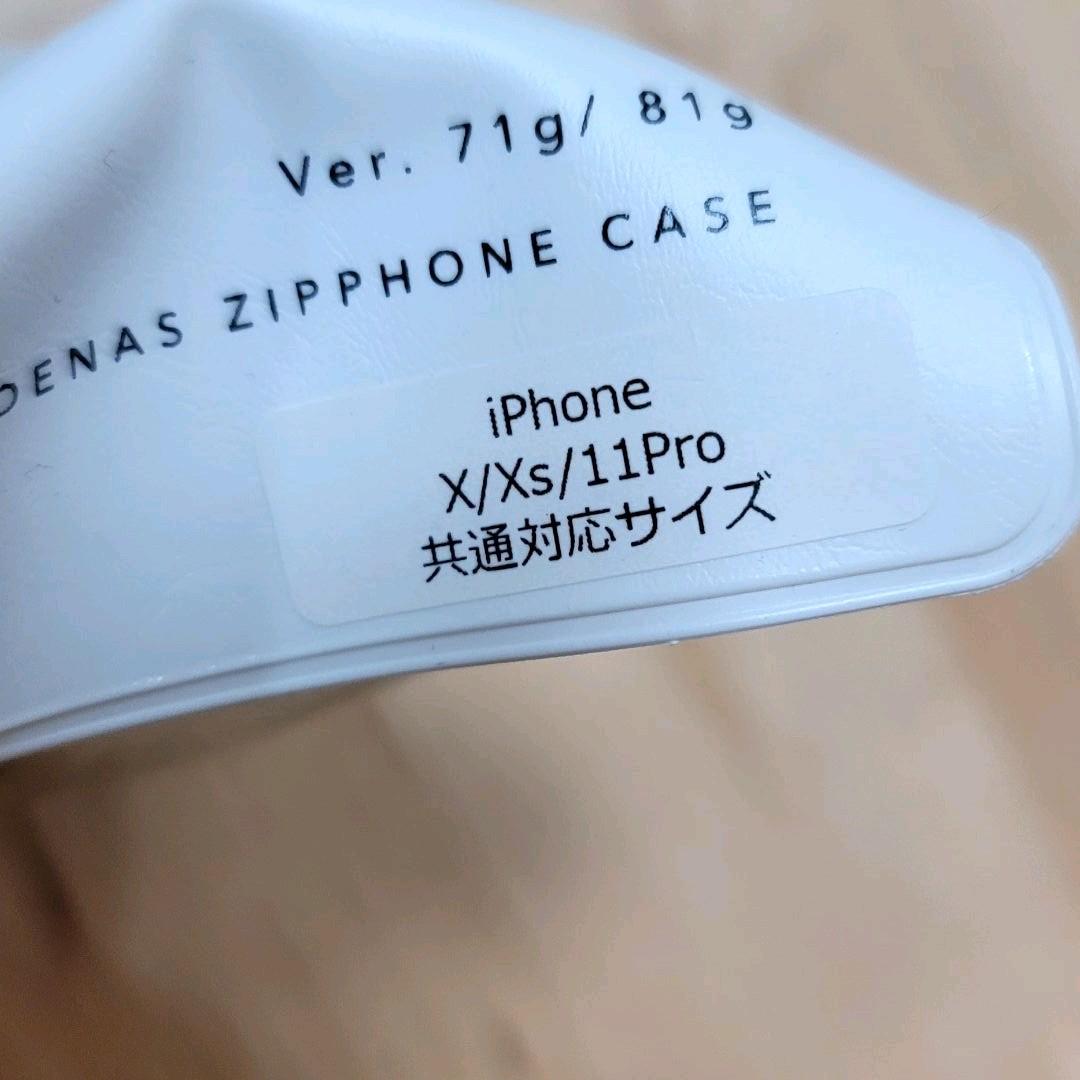 Ver. 71g/ 81g
DENAS ZIPPHONE CASE
iPhone
X/Xs/11Pro
共通対応サイズ